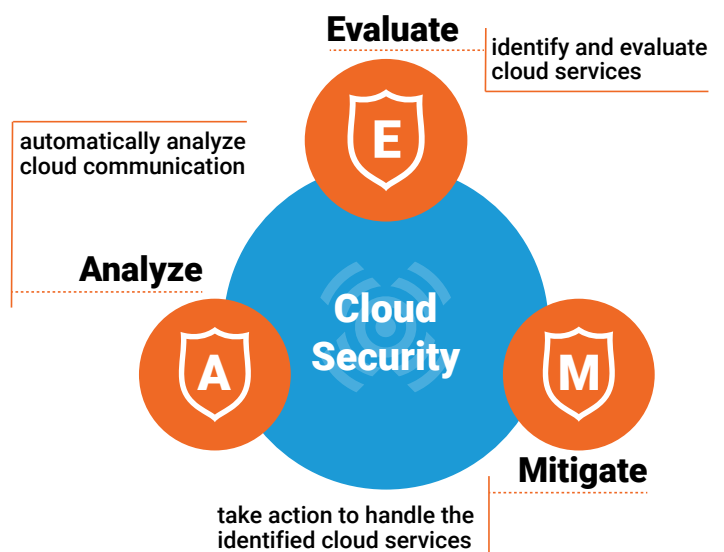 Evaluate
identify and evaluate
cloud services
E
automatically analyze
cloud communication
Analyze
A
Cloud
Security
M
Mitigate
take action to handle the
identified cloud services